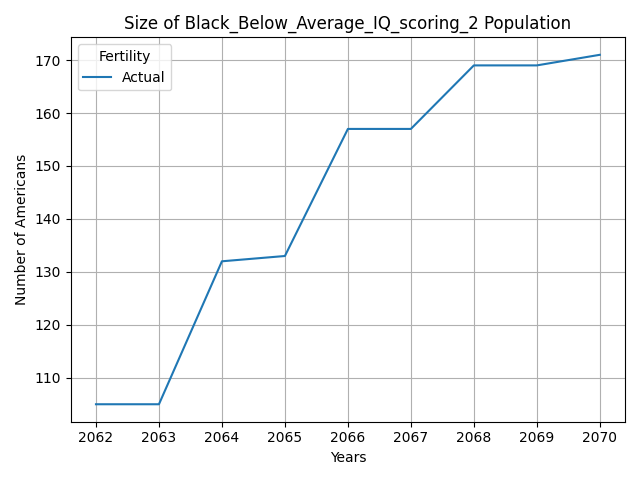 Size of Black_Below_Average_IQ_scoring_2 Population
Fertility
Actual
Number of Americans
170
160
150
140
130
120
110
2062 2063 2064 2065 2066 2067 2068 2069 2070
Years